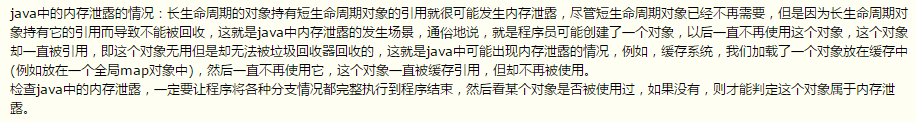 java中的内存泄露的情况：长生命周期的对象持有短生命周期对象的引用就很可能发生内存泄露，尽管短生命周期对象已经不再需要，但是因为长生命周期对
象持有它的引用而导致不能被回收，这就是java中内存泄露的发生场景，通俗地说，就是程序员可能创建了一个对象，以后一直不再使用这个对象，这个对象
却一直被引用，即这个对象无用但是却无法被垃圾回收器回收的，这就是java中可能出现内存泄露的情况，例如，缓存系统，我们加载了一个对象放在缓存中
(例如放在一个全局map对象中)，然后一直不再使用它，这个对象一直被缓存引用，但却不再被使用。
检查java中的内存泄露，一定要让程序将各种分支情况都完整执行到程序结束，然后看某个对象是否被使用过，如果没有，则才能判定这个对象属于内存泄
露。